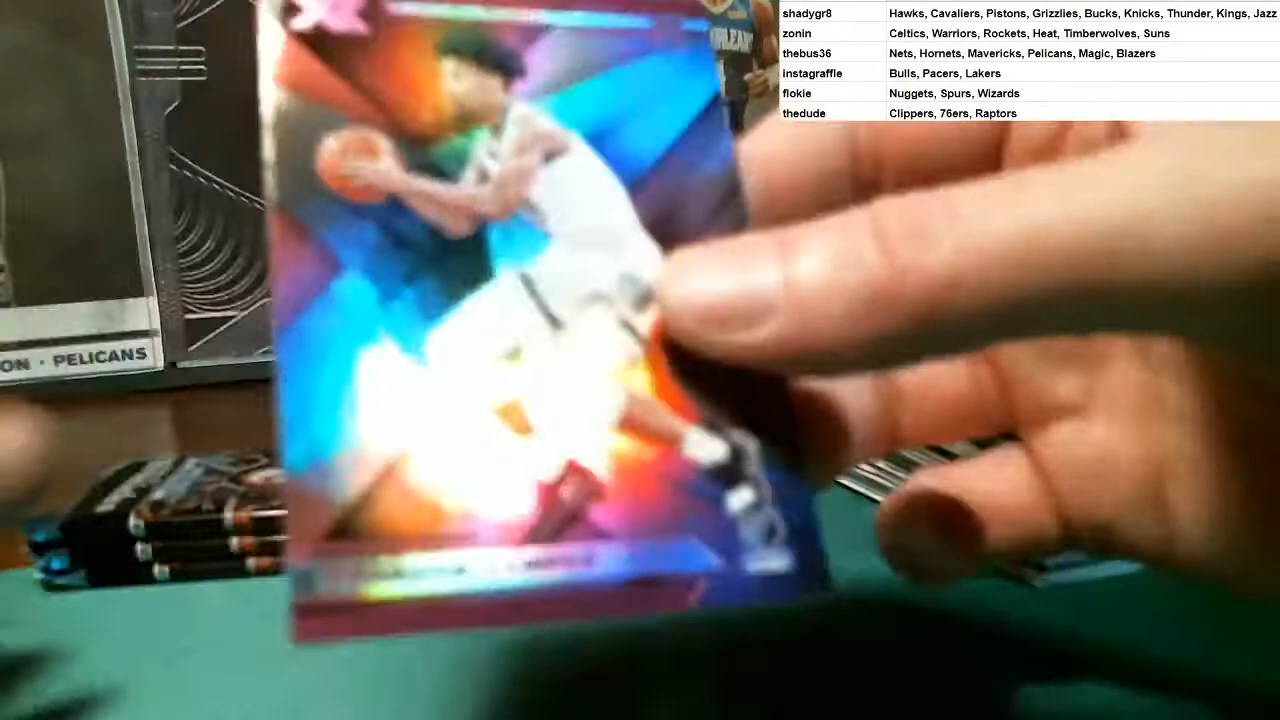 shadygr8 Hawks, Cavaliers, Pistons, Grizzlies, Bucks, Knicks, Thunder, Kings, Jazz
zonin Celtics, Warriors, Rockets, Heat, Timberwolves, Suns
thebus36 Nets, Hornets, Mavericks, Pelicans, Magic, Blazers
instagraffle Bulls, Pacers, Lakers
flokie Nuggets, Spurs, Wizards
thedude Clippers, 76ers, Raptors
ON · PELICANS